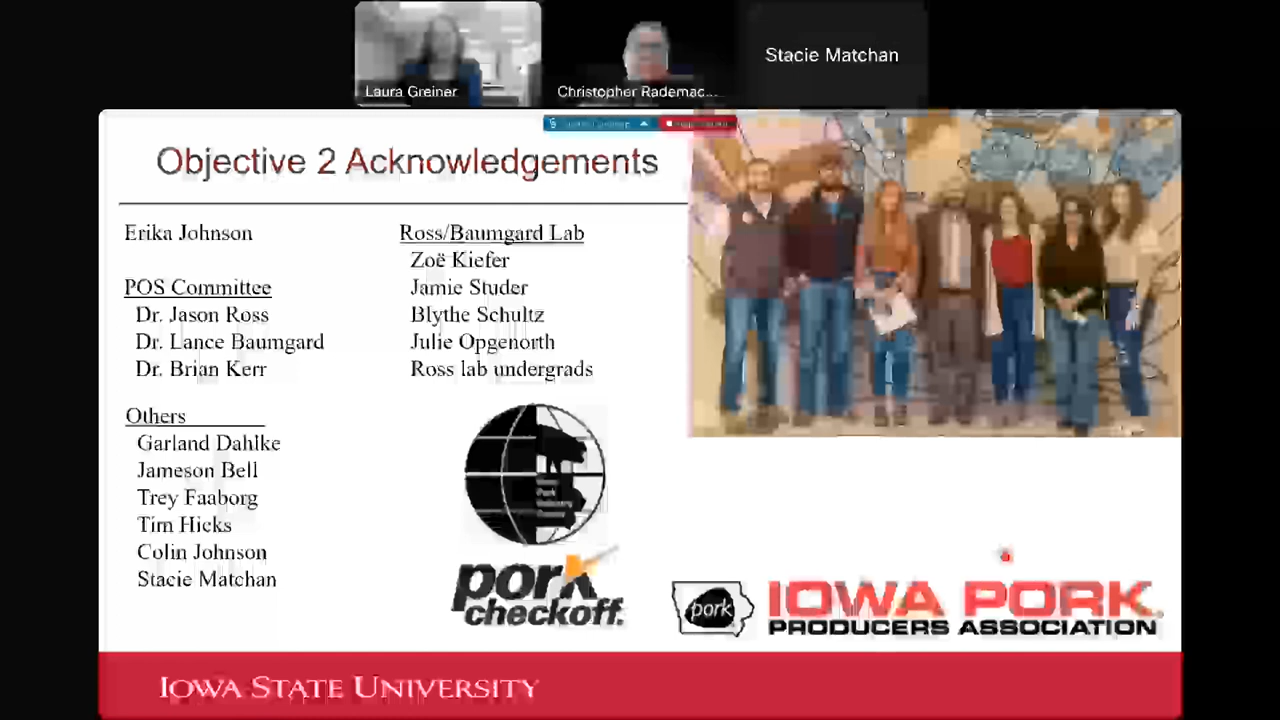 Laura Greiner
Christopher Rademac...
Stacie Matchan
Objective 2 Acknowledgements
Erika Johnson
POS Committee
Dr. Jason Ross
Dr. Lance Baumgard
Dr. Brian Kerr
Others
Garland Dahlke
Jameson Bell
Trey Faaborg
Tim Hicks
Colin Johnson
Stacie Matchan
Ross/Baumgard Lab
Zoë Kiefer
Jamie Studer
Blythe Schultz
Julie Opgenorth
Ross lab undergrads
pork
checkoff.
pork
IOWA PORK
PRODUCERS ASSOCIATION
IOWA STATE UNIVERSITY